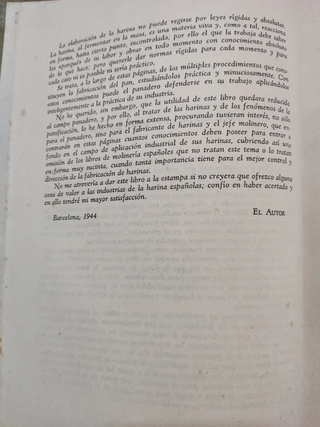 La elaboración de la harina no puede regirse por leyes rígidas y absolutas.
La harina, al fermentar en la masa, es una materia viva y, como a tal, reacciona
en forma, hasta cierto punto, incontrolada; por ello el que la trabaja debe saber
los «porqué» de su labor y obrar en todo momento con conocimiento absoluto
de lo que hace, pero quererle dar normas rígidas para cada momento y para
cada caso ni es posible ni sería práctico.
Se trata, a lo largo de estas páginas, de los múltiples procedimientos que cons-
tituyen la fabricación del pan, estudiándolos práctica y minuciosamente. Con
estos conocimientos puede el panadero defenderse en su trabajo aplicándolos
inteligentemente a la práctica de su industria.
No he querido, sin embargo, que la utilidad de este libro quedara reducida
al campo panadero, y por ello, al tratar de las harinas y de los fenómenos de la
panificación, le he hecho en forma extensa, procurando tuvieran interés, no sólo
para el panadero, sino para el fabricante de harinas y el jefe molinero, que en-
contrarán en estas páginas cuantos conocimientos deben poseer para entrar a
fondo en el campo de aplicación industrial de sus harinas, cubriendo así una
omisión de los libros de molinería españoles que no tratan este tema o lo tratan
en forma muy sucinta, cuando tanta importancia tiene para el mejor control y
dirección de la fabricación de harinas.
No me atrevería a dar este libro a la estampa si no creyera que ofrezco alguna
cosa de valor a las industrias de la harina españolas; confío en haber acertado y
en ello tendré mi mayor satisfacción.
EL AUTOR
Barcelona, 1944